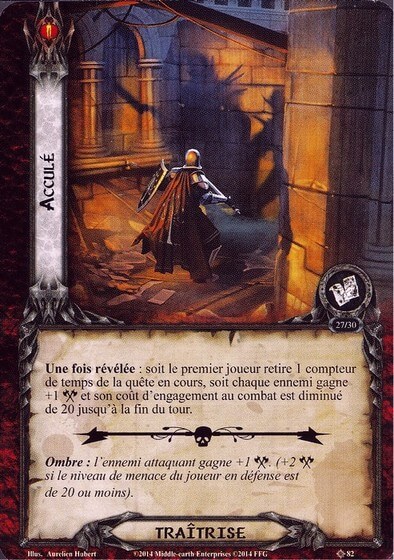 ACCULÉ
27/30
Une fois révélée : soit le premier joueur retire 1 compteur
de temps de la quête en cours, soit chaque ennemi gagne
+1 et son coût d'engagement au combat est diminué
de 20 jusqu'à la fin du tour.
Ombre : l'ennemi attaquant gagne +1 . (+2
si le niveau de menace du joueur en défense est
de 20 ou moins).
TRAÎTRISE
Illus. Aurelien Hubert ©2014 Middle-earth Enterprises ©2014 FFG 82